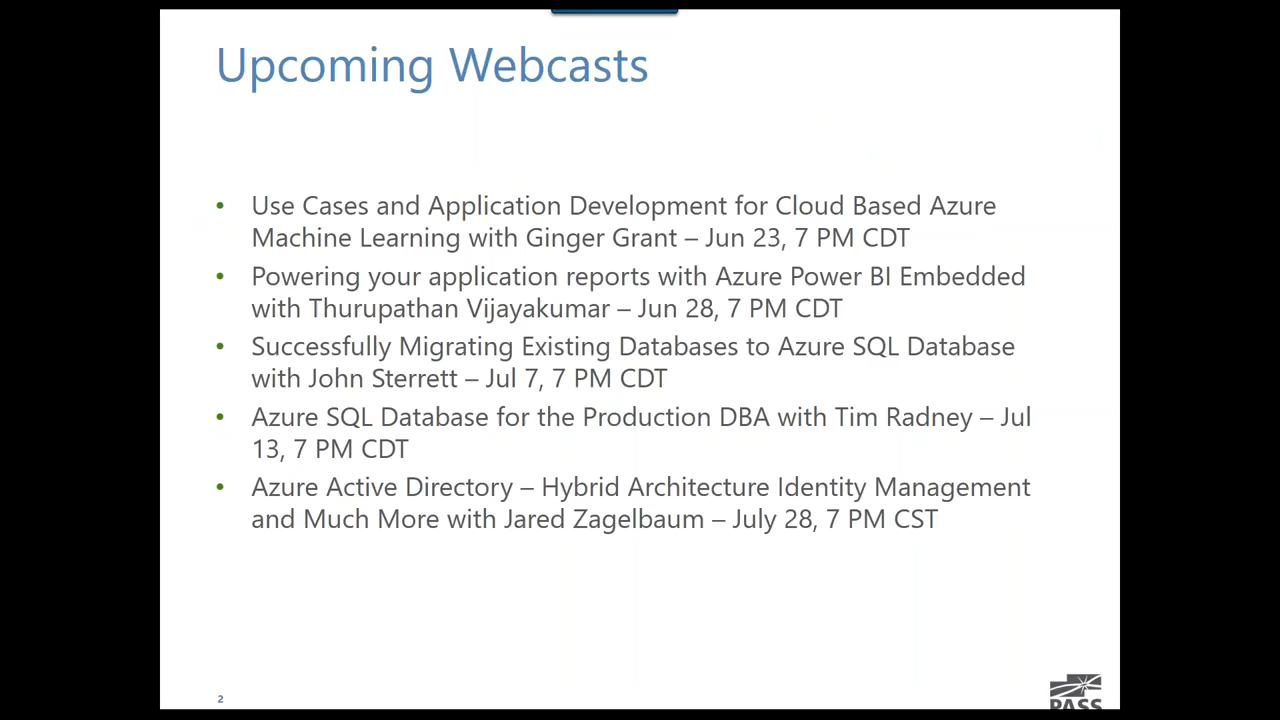 Upcoming Webcasts
• Use Cases and Application Development for Cloud Based Azure
Machine Learning with Ginger Grant – Jun 23, 7 PM CDT
• Powering your application reports with Azure Power BI Embedded
with Thurupathan Vijayakumar – Jun 28, 7 PM CDT
• Successfully Migrating Existing Databases to Azure SQL Database
with John Sterrett – Jul 7, 7 PM CDT
• Azure SQL Database for the Production DBA with Tim Radney – Jul
13, 7 PM CDT
• Azure Active Directory – Hybrid Architecture Identity Management
and Much More with Jared Zagelbaum – July 28, 7 PM CST
2
PASS